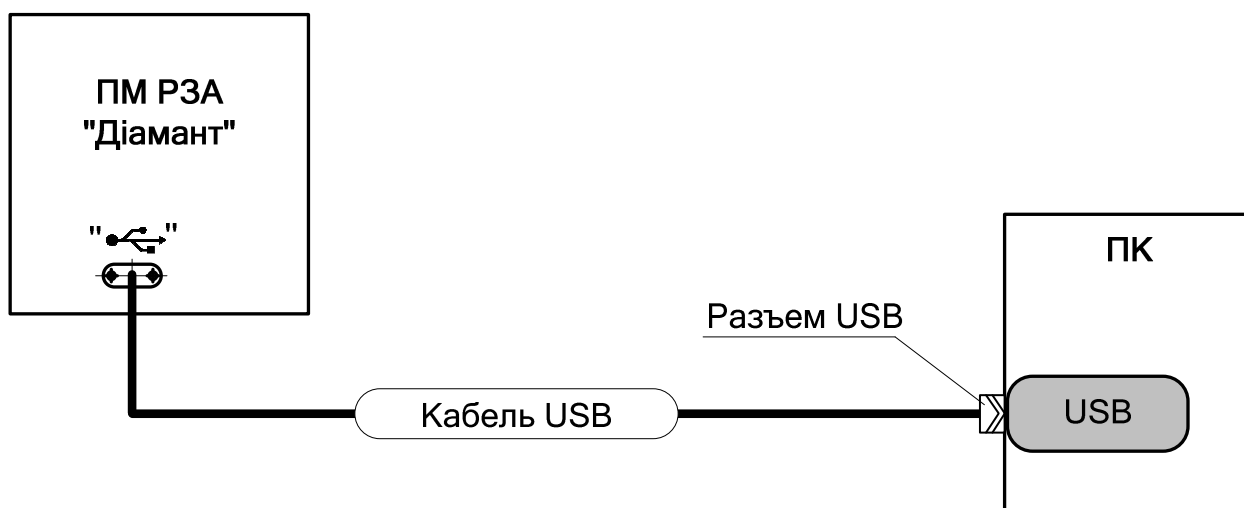 ПМ РЗА
"Діамант"
" "
ПК
Разъем USB
Кабель USB
USB